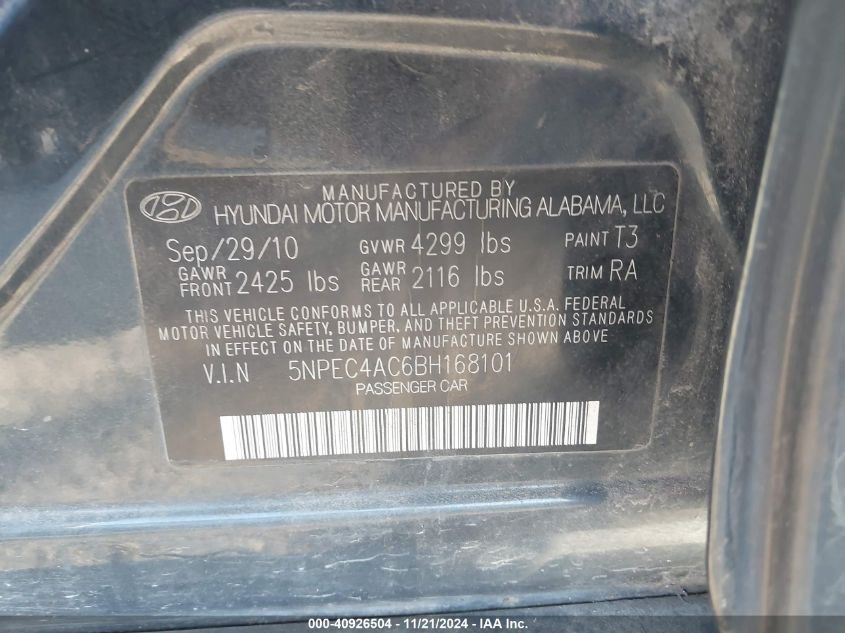 MANUFACTURED BY
HYUNDAI MOTOR MANUFACTURING ALABAMA, LLC
Sep/29/10 GVWR 4299 lbs PAINT T3
GAWR FRONT 2425 lbs GAWR REAR 2116 lbs TRIM RA
THIS VEHICLE CONFORMS TO ALL APPLICABLE U.S.A. FEDERAL
MOTOR VEHICLE SAFETY, BUMPER, AND THEFT PREVENTION STANDARDS
IN EFFECT ON THE DATE OF MANUFACTURE SHOWN ABOVE
V.I.N 5NPEC4AC6BH168101
PASSENGER CAR
000-40926504 - 11/21/2024 - © IAA, Inc.